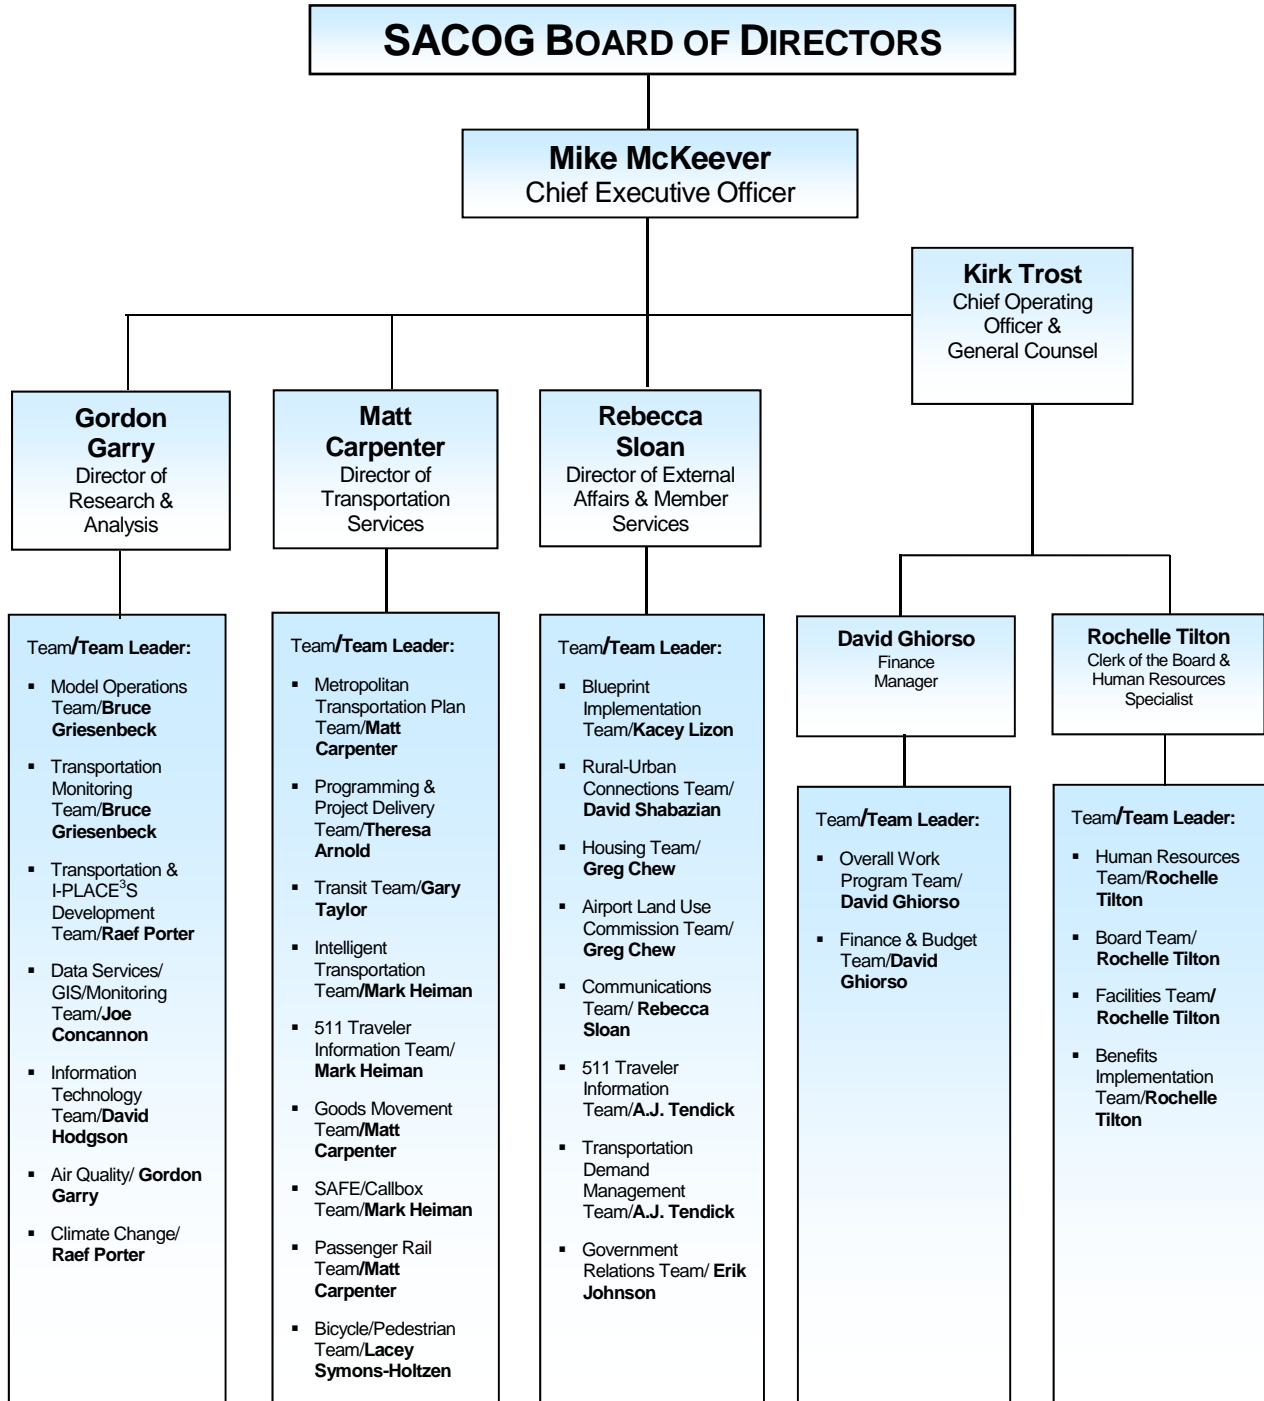 SACOG BOARD OF DIRECTORS
Mike McKeever
Chief Executive Officer
Kirk Trost
Chief Operating
Officer &
General Counsel
Gordon
Garry
Director of
Research &
Analysis
Matt
Carpenter
Director of
Transportation
Services
Rebecca
Sloan
Director of External
Affairs & Member
Services
David Ghiorso
Finance
Manager
Rochelle Tilton
Clerk of the Board &
Human Resources
Specialist
Team/Team Leader:
▪ Model Operations
Team/Bruce
Griesenbeck
▪ Transportation
Monitoring
Team/Bruce
Griesenbeck
▪ Transportation &
I-PLACE³S
Development
Team/Raef Porter
▪ Data Services/
GIS/Monitoring
Team/Joe
Concannon
▪ Information
Technology
Team/David
Hodgson
▪ Air Quality/ Gordon
Garry
▪ Climate Change/
Raef Porter
Team/Team Leader:
▪ Metropolitan
Transportation Plan
Team/Matt
Carpenter
▪ Programming &
Project Delivery
Team/Theresa
Arnold
▪ Transit Team/Gary
Taylor
▪ Intelligent
Transportation
Team/Mark Heiman
▪ 511 Traveler
Information Team/
Mark Heiman
▪ Goods Movement
Team/Matt
Carpenter
▪ SAFE/Callbox
Team/Mark Heiman
▪ Passenger Rail
Team/Matt
Carpenter
▪ Bicycle/Pedestrian
Team/Lacey
Symons-Holtzen
Team/Team Leader:
▪ Blueprint
Implementation
Team/Kacey Lizon
▪ Rural-Urban
Connections Team/
David Shabazian
▪ Housing Team/
Greg Chew
▪ Airport Land Use
Commission Team/
Greg Chew
▪ Communications
Team/ Rebecca
Sloan
▪ 511 Traveler
Information
Team/A.J. Tendick
▪ Transportation
Demand
Management
Team/A.J. Tendick
▪ Government
Relations Team/ Erik
Johnson
Team/Team Leader:
▪ Overall Work
Program Team/
David Ghiorso
▪ Finance & Budget
Team/David
Ghiorso
Team/Team Leader:
▪ Human Resources
Team/Rochelle
Tilton
▪ Board Team/
Rochelle Tilton
▪ Facilities Team/
Rochelle Tilton
▪ Benefits
Implementation
Team/Rochelle
Tilton